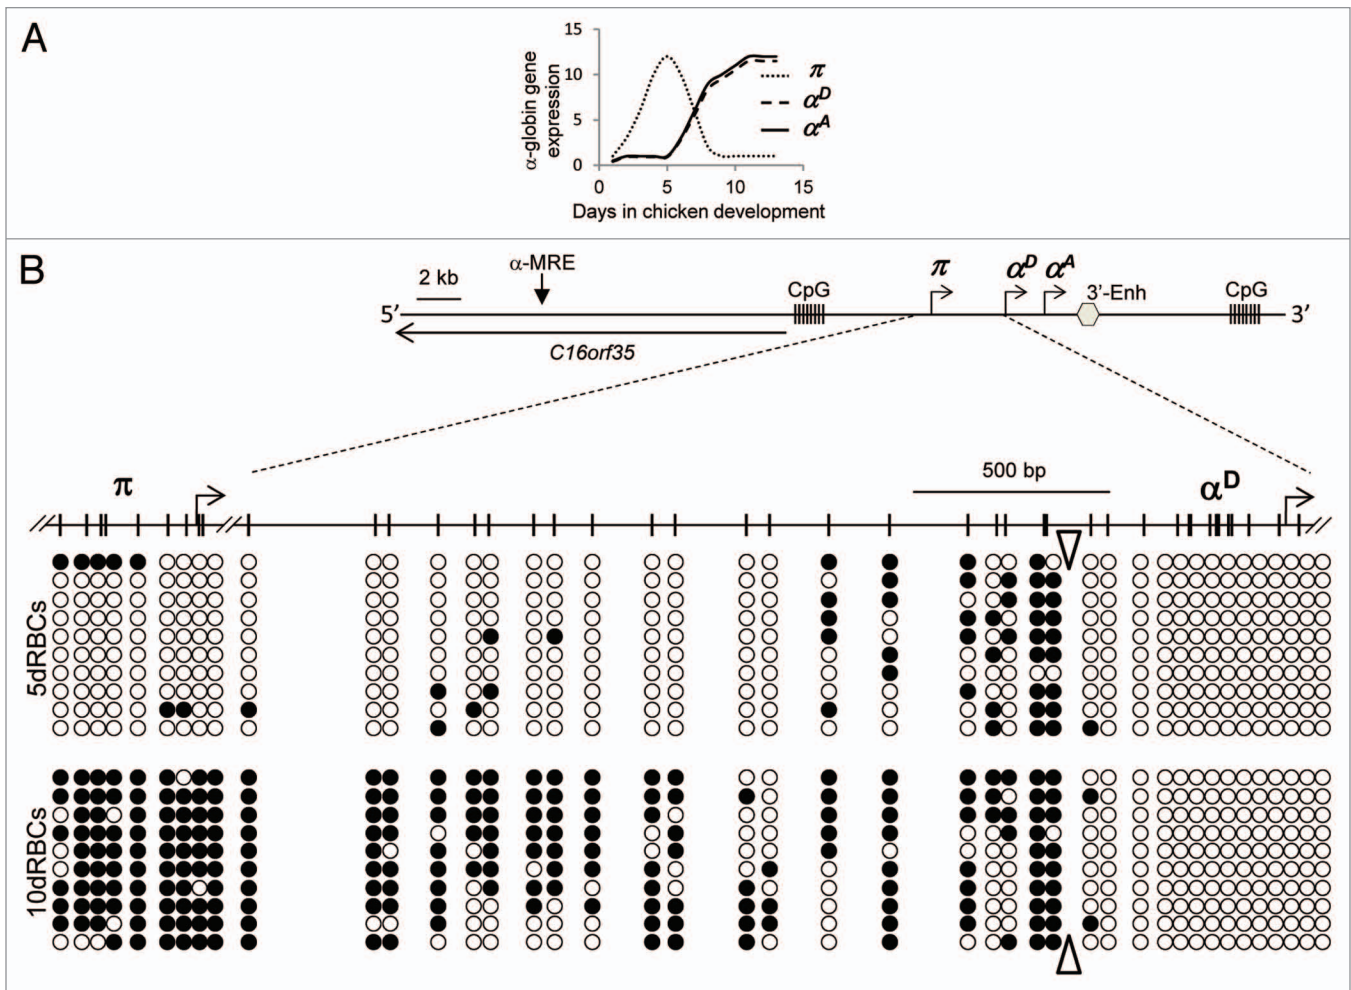 A
15
10
5
0
α-globin gene
expression
π
αᴰ
αᴬ
0 5 10 15
Days in chicken development
B
2 kb
α-MRE
CpG
π
αᴰ
αᴬ
3'-Enh
CpG
5'
3'
C16orf35
500 bp
π
αᴰ
5dRBCs
10dRBCs